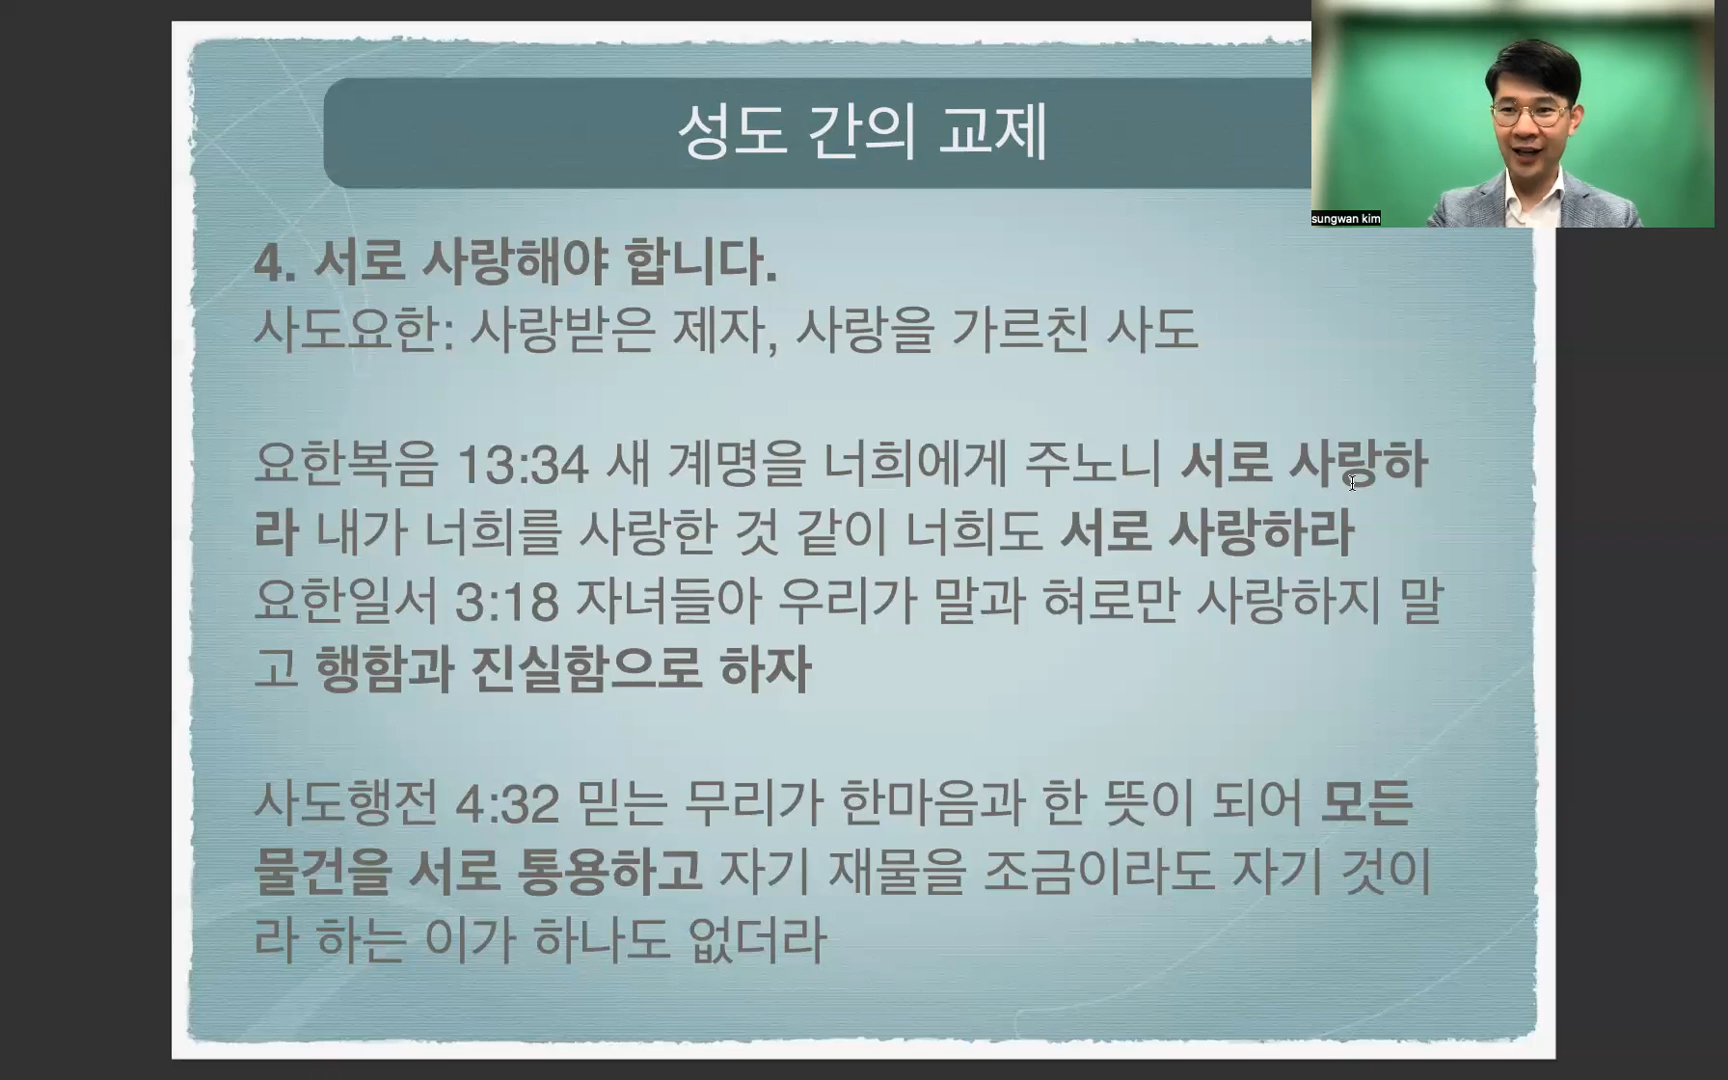 성도 간의 교제
sungwan kim
4. 서로 사랑해야 합니다.
사도요한: 사랑받은 제자, 사랑을 가르친 사도
요한복음 13:34 새 계명을 너희에게 주노니 서로 사랑하
라 내가 너희를 사랑한 것 같이 너희도 서로 사랑하라
요한일서 3:18 자녀들아 우리가 말과 혀로만 사랑하지 말
고 행함과 진실함으로 하자
사도행전 4:32 믿는 무리가 한마음과 한 뜻이 되어 모든
물건을 서로 통용하고 자기 재물을 조금이라도 자기 것이
라 하는 이가 하나도 없더라